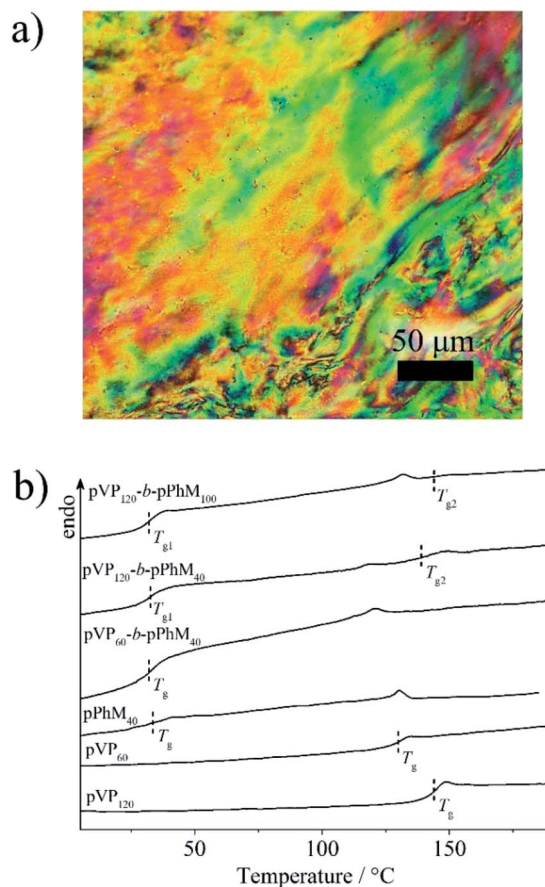 a)
50 μm
b)
endo
pVP₁₂₀-b-pPhM₁₀₀
Tg1
Tg2
pVP₁₂₀-b-pPhM₄₀
Tg1
Tg2
pVP₆₀-b-pPhM₄₀
Tg
pPhM₄₀
Tg
pVP₆₀
Tg
pVP₁₂₀
Tg
50 100 150
Temperature / °C